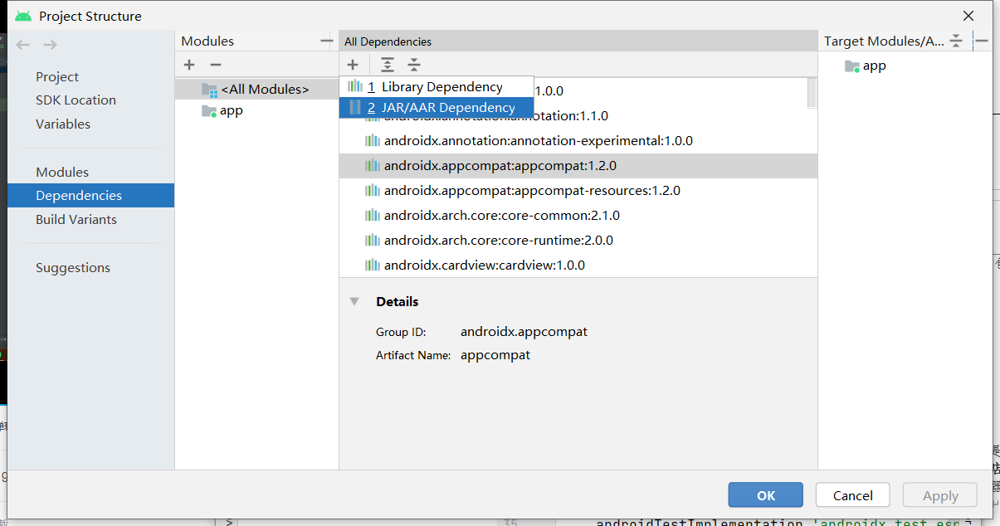 Project Structure
Modules
All Dependencies
Target Modules/A...
Project
SDK Location
Variables
Modules
Dependencies
Build Variants
Suggestions
<All Modules>
app
1 Library Dependency
2 JAR/AAR Dependency
1.0.0
androidx.annotation:annotation:1.1.0
androidx.annotation:annotation-experimental:1.0.0
androidx.appcompat:appcompat:1.2.0
androidx.appcompat:appcompat-resources:1.2.0
androidx.arch.core:core-common:2.1.0
androidx.arch.core:core-runtime:2.0.0
androidx.cardview:cardview:1.0.0
app
Details
Group ID: androidx.appcompat
Artifact Name: appcompat
OK
Cancel
Apply
35
androidTestImplementation 'androidx.test.esp